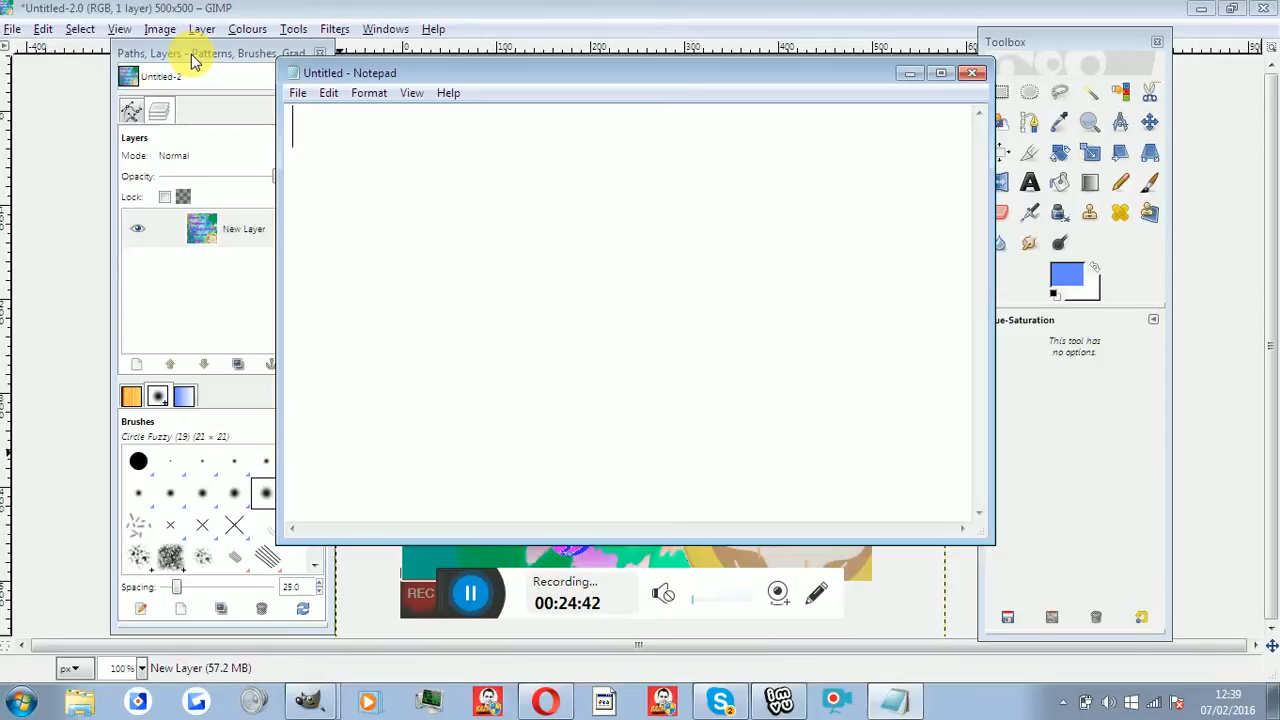 *Untitled-2.0 (RGB, 1 layer) 500x500 – GIMP
File Edit Select View Image Layer Colours Tools Filters Windows Help
Paths, Layers - Patterns, Brushes, Grad
Untitled-2
Layers
Mode: Normal
Opacity:
Lock:
New Layer
Brushes
Circle Fuzzy (19) (21 × 21)
Spacing: 25.0
Untitled - Notepad
File Edit Format View Help
Toolbox
ue-Saturation
This tool has
no options.
REC
Recording...
00:24:42
px 100% New Layer (57.2 MB)
2
12:39
07/02/2016